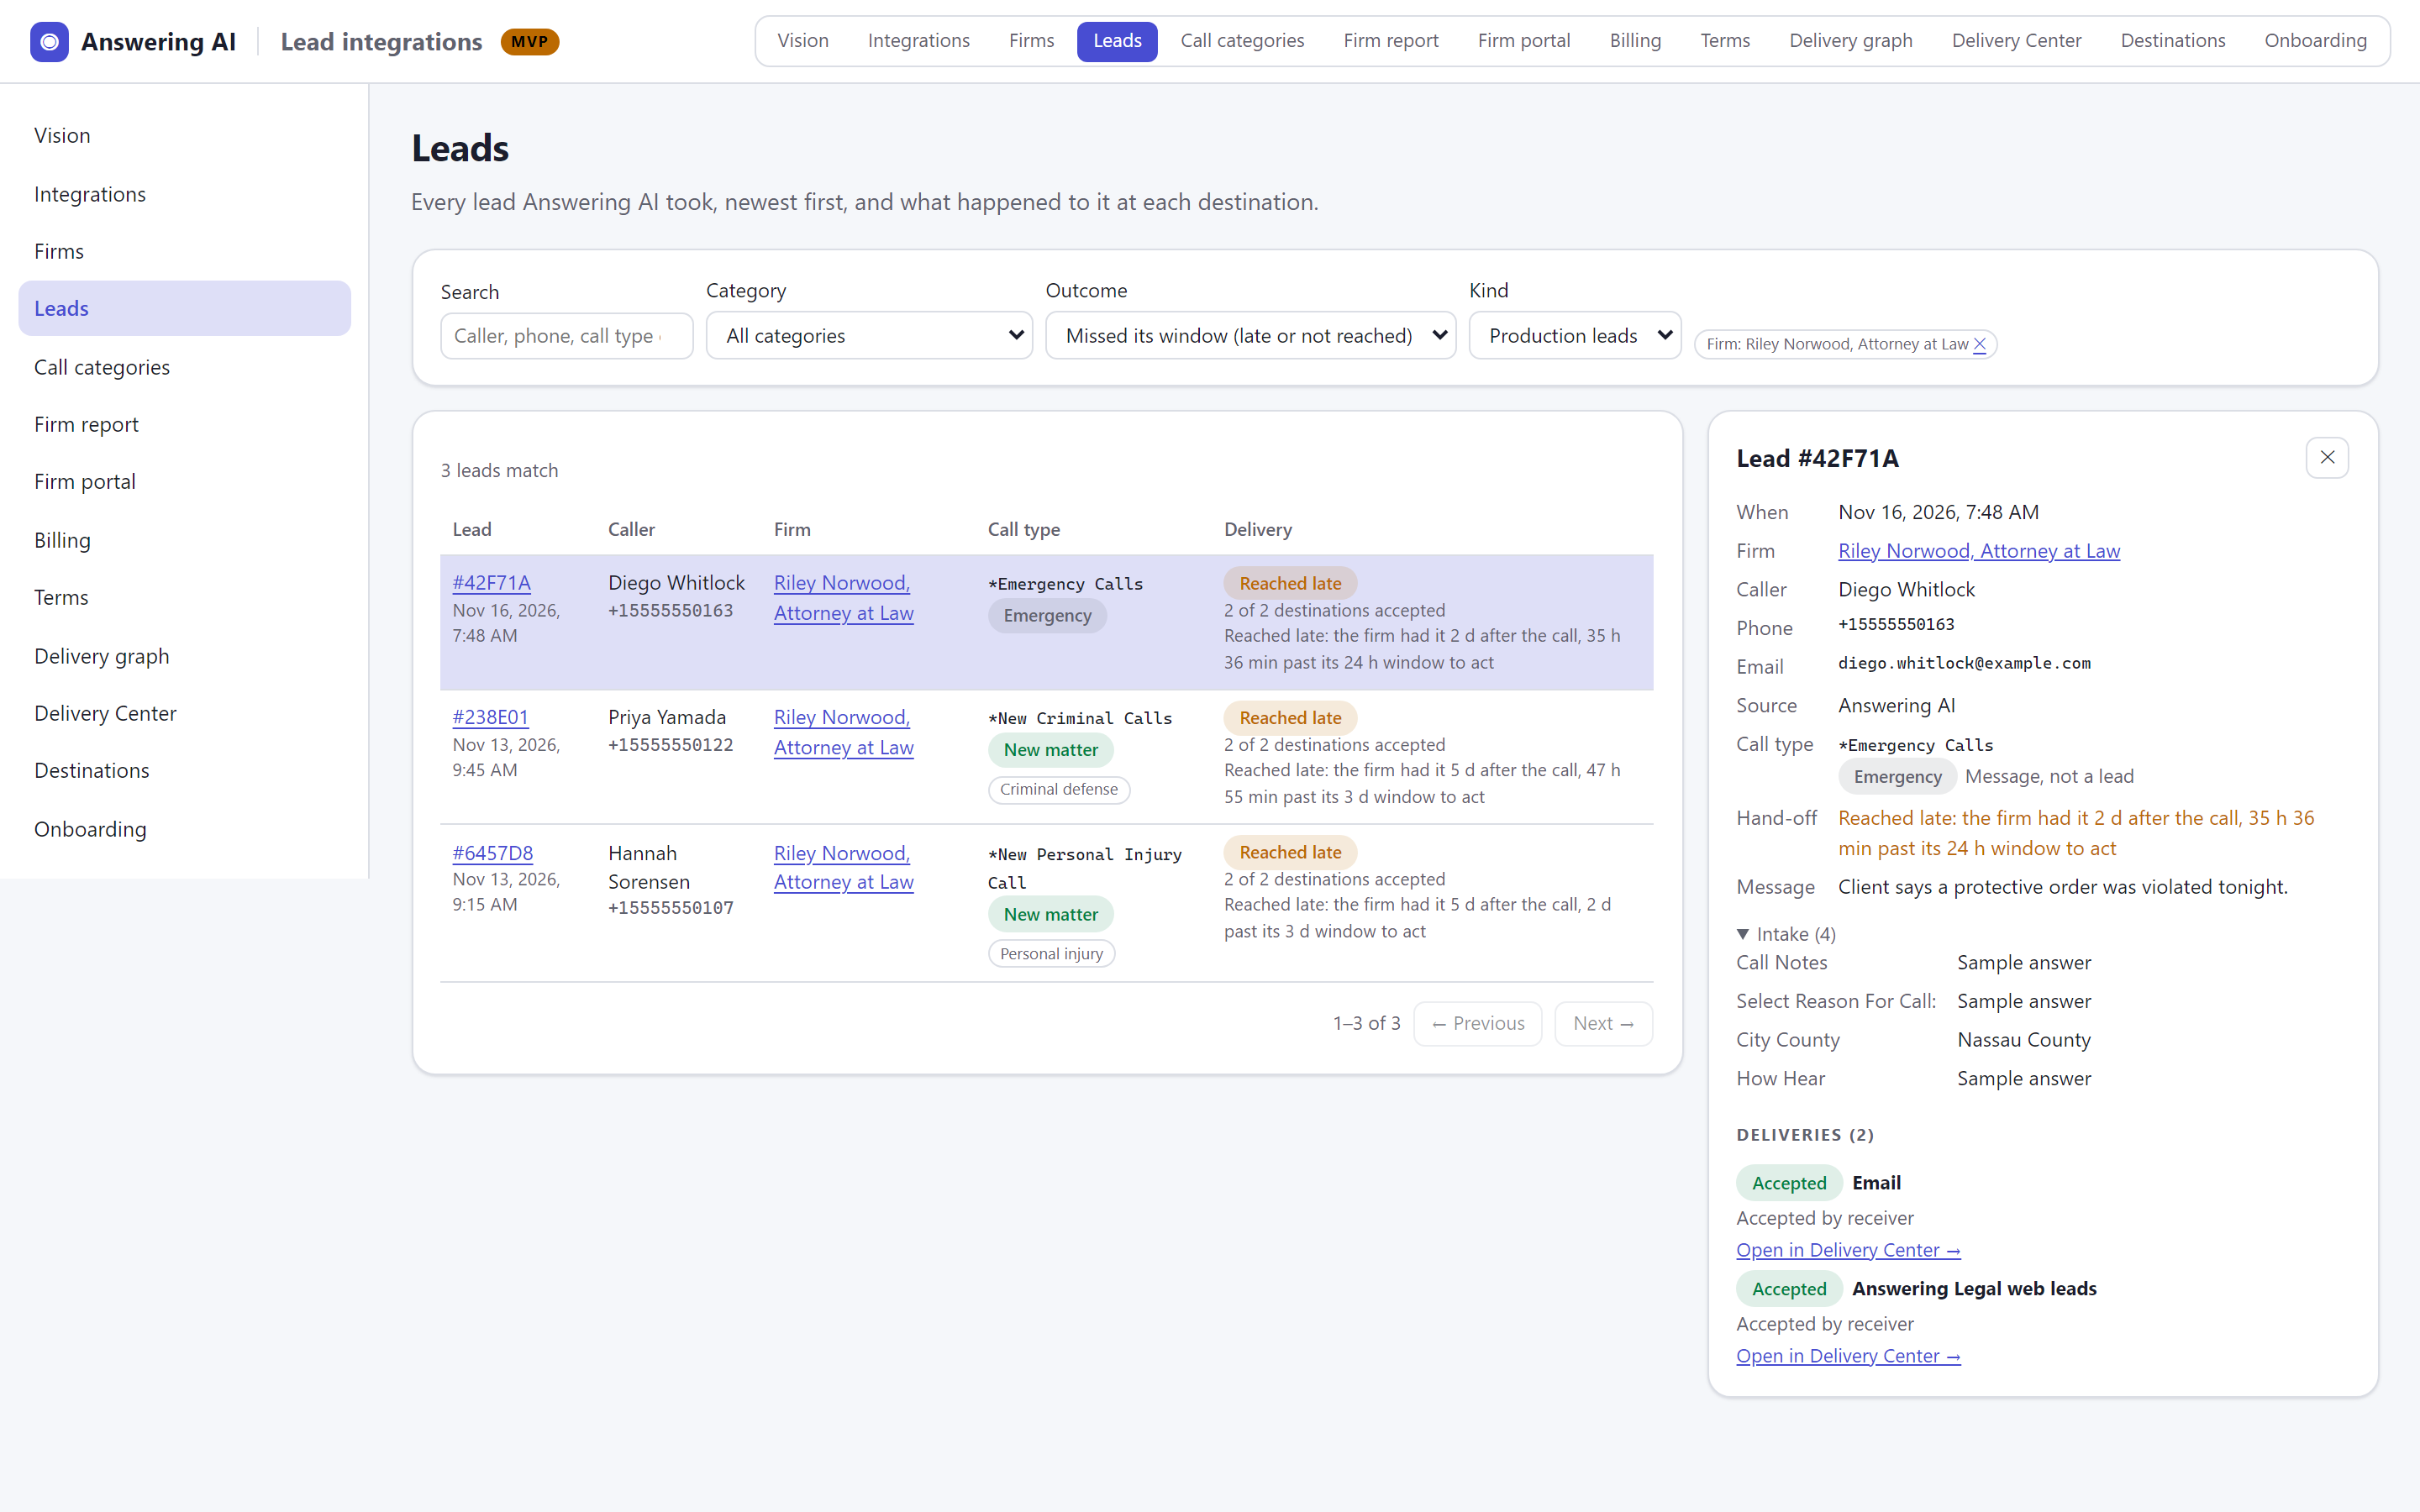 Answering AI
Lead integrations
MVP
Vision
Integrations
Firms
Leads
Call categories
Firm report
Firm portal
Billing
Terms
Delivery graph
Delivery Center
Destinations
Onboarding
Vision
Integrations
Firms
Leads
Call categories
Firm report
Firm portal
Billing
Terms
Delivery graph
Delivery Center
Destinations
Onboarding
Leads
Every lead Answering AI took, newest first, and what happened to it at each destination.
Search
Caller, phone, call type
Category
All categories
Outcome
Missed its window (late or not reached)
Kind
Production leads
Firm: Riley Norwood, Attorney at Law ×
3 leads match
Lead
Caller
Firm
Call type
Delivery
#42F71A
Nov 16, 2026,
7:48 AM
Diego Whitlock
+15555550163
Riley Norwood,
Attorney at Law
*Emergency Calls
Emergency
Reached late
2 of 2 destinations accepted
Reached late: the firm had it 2 d after the call, 35 h
36 min past its 24 h window to act
#238E01
Nov 13, 2026,
9:45 AM
Priya Yamada
+15555550122
Riley Norwood,
Attorney at Law
*New Criminal Calls
New matter
Criminal defense
Reached late
2 of 2 destinations accepted
Reached late: the firm had it 5 d after the call, 47 h
55 min past its 3 d window to act
#6457D8
Nov 13, 2026,
9:15 AM
Hannah
Sorensen
+15555550107
Riley Norwood,
Attorney at Law
*New Personal Injury
Call
New matter
Personal injury
Reached late
2 of 2 destinations accepted
Reached late: the firm had it 5 d after the call, 2 d
past its 3 d window to act
1–3 of 3
← Previous
Next →
Lead #42F71A
×
When Nov 16, 2026, 7:48 AM
Firm Riley Norwood, Attorney at Law
Caller Diego Whitlock
Phone +15555550163
Email diego.whitlock@example.com
Source Answering AI
Call type *Emergency Calls
Emergency Message, not a lead
Hand-off Reached late: the firm had it 2 d after the call, 35 h 36
min past its 24 h window to act
Message Client says a protective order was violated tonight.
▼ Intake (4)
Call Notes Sample answer
Select Reason For Call: Sample answer
City County Nassau County
How Hear Sample answer
DELIVERIES (2)
Accepted Email
Accepted by receiver
Open in Delivery Center →
Accepted Answering Legal web leads
Accepted by receiver
Open in Delivery Center →